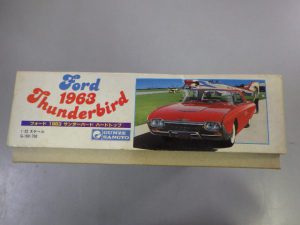 Ford
1963
Thunderbird
フォード 1963 サンダーバード ハードトップ
1/32 スケール
GUNZE
SANGYO